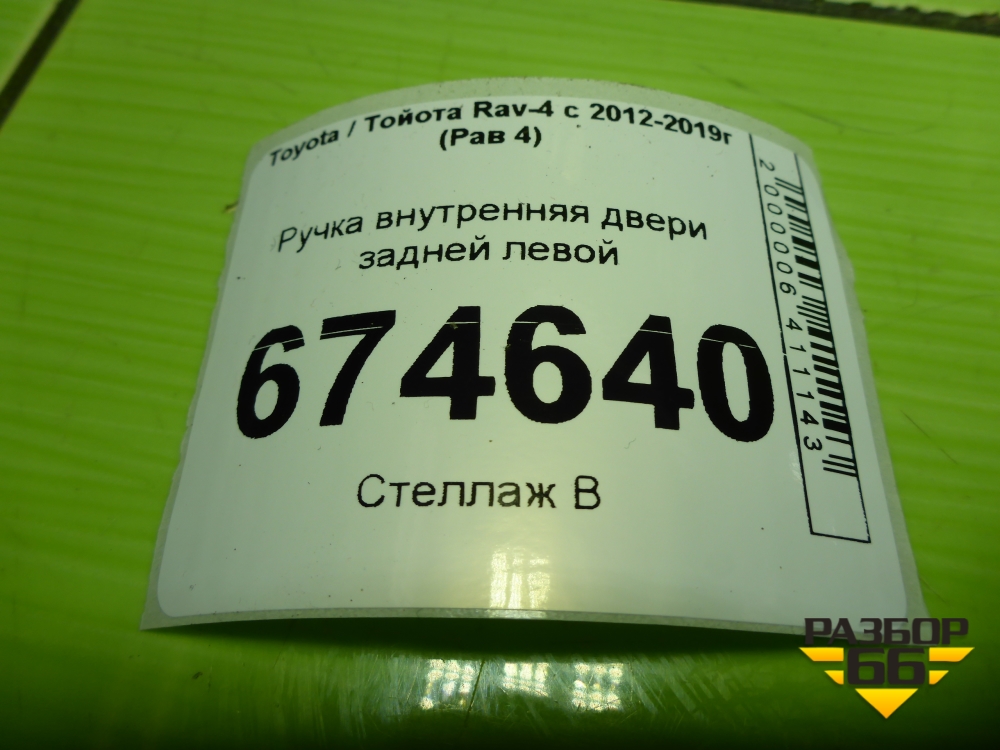 Toyota / Тойота Rav-4 с 2012-2019г
(Рав 4)
Ручка внутренняя двери
задней левой
674640
Стеллаж В
2000006411143
РАЗБОР
66